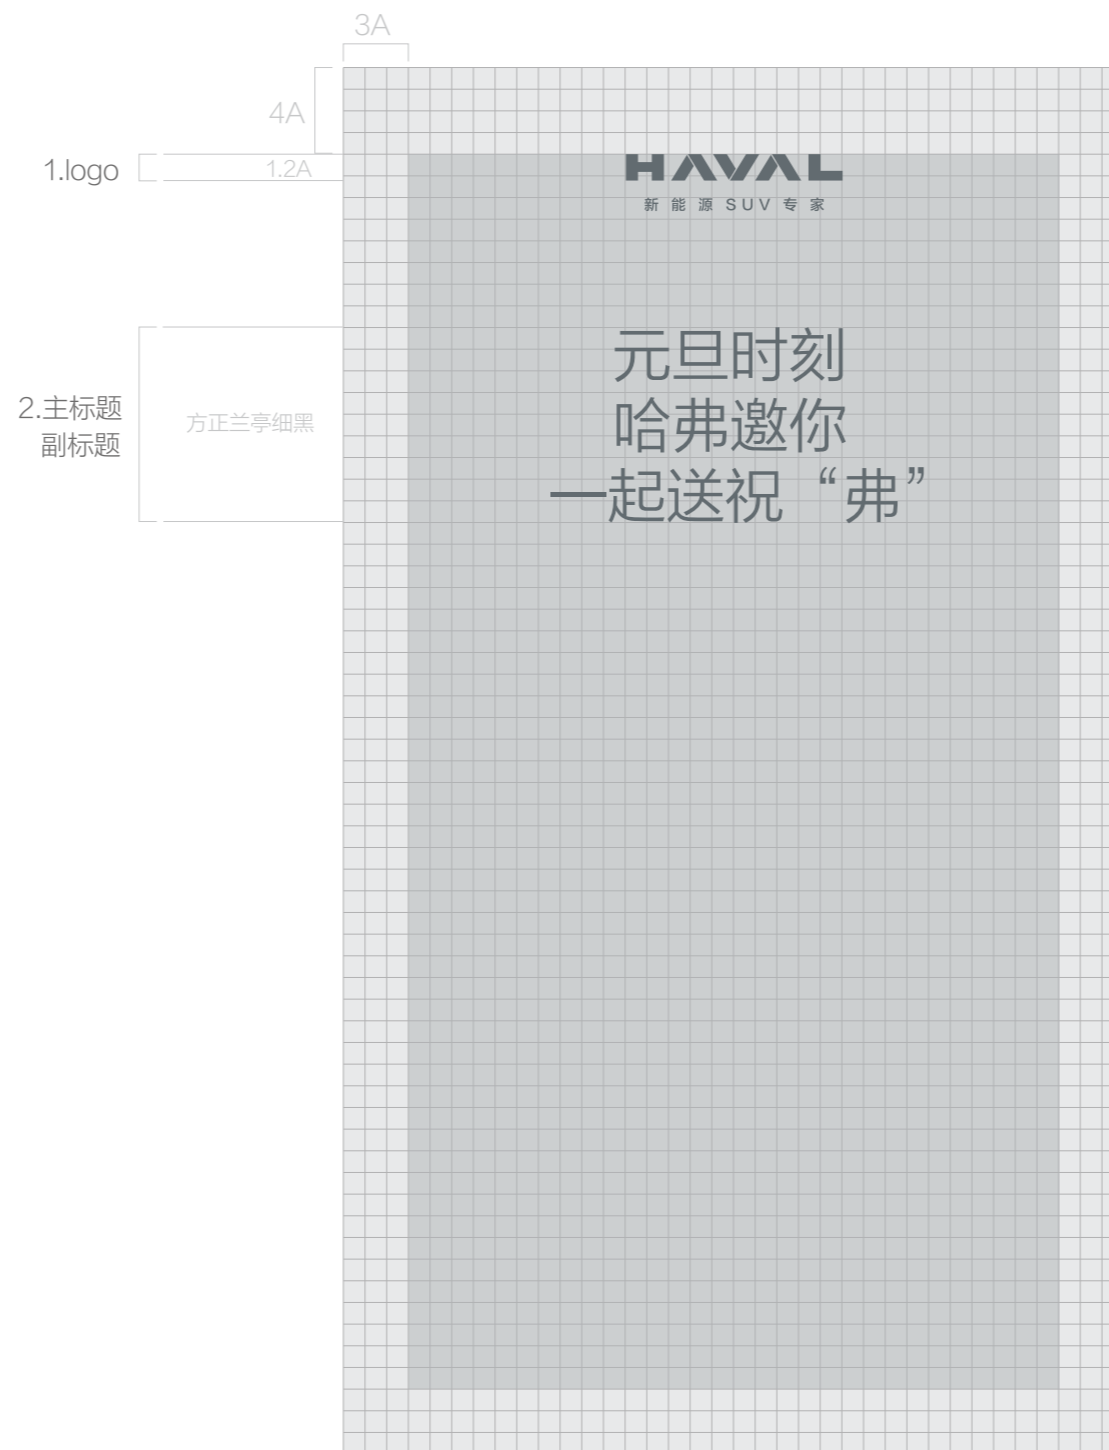 3A
4A
1.logo
1.2A
HAVAL
新能源SUV专家
2.主标题
副标题
方正兰亭细黑
元旦时刻
哈弗邀你
一起送祝“弗”